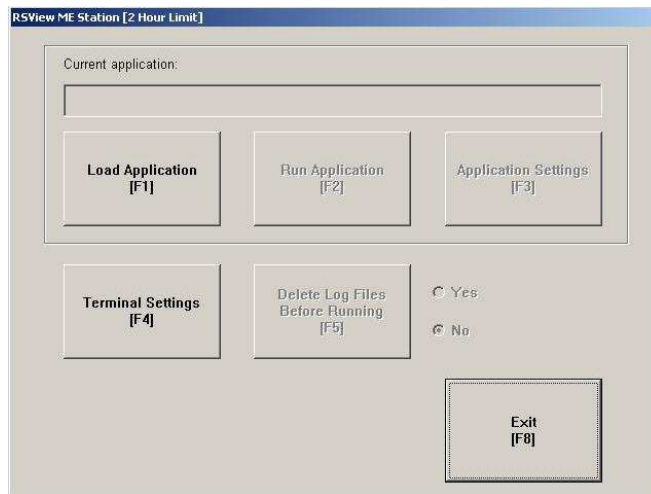 RSView ME Station [2 Hour Limit]
Current application:
Load Application
[F1]
Run Application
[F2]
Application Settings
[F3]
Terminal Settings
[F4]
Delete Log Files
Before Running
[F5]
Yes
No
Exit
[F8]